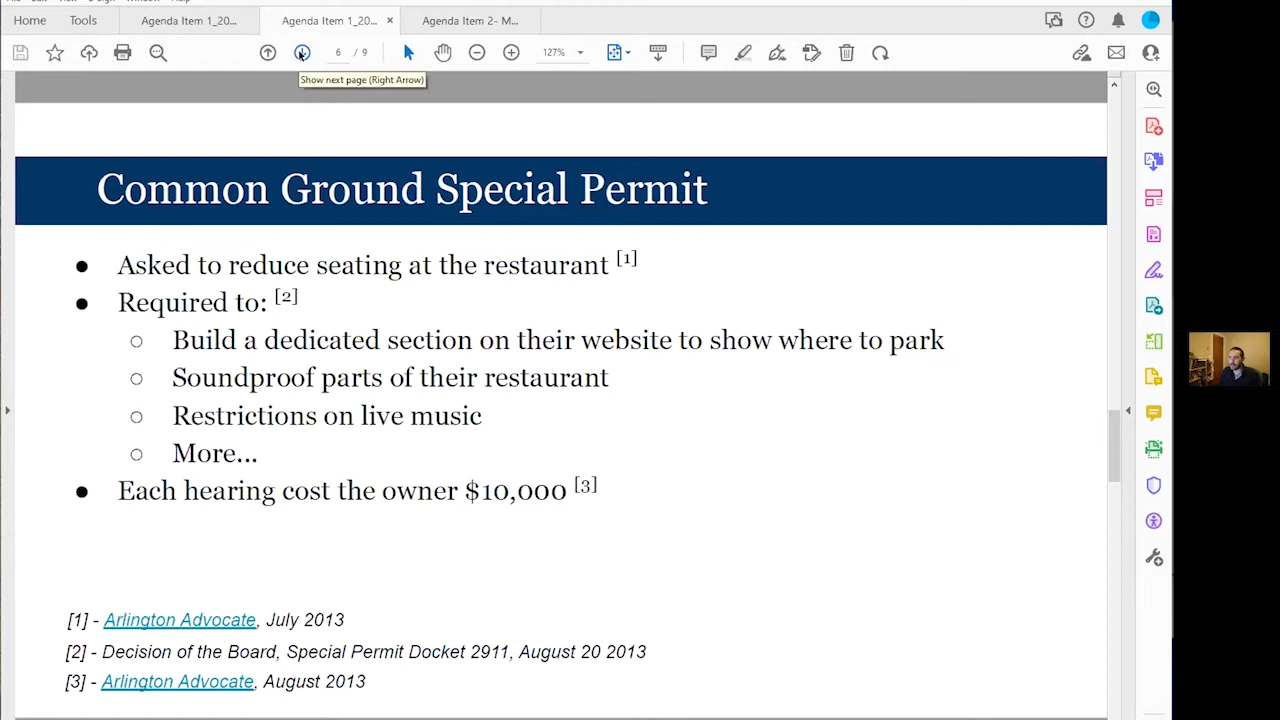 Home Tools Agenda Item 1_20... Agenda Item 1_20... × Agenda Item 2- M...
6 / 9 127%
Show next page (Right Arrow)
Common Ground Special Permit
● Asked to reduce seating at the restaurant [1]
● Required to: [2]
○ Build a dedicated section on their website to show where to park
○ Soundproof parts of their restaurant
○ Restrictions on live music
○ More...
● Each hearing cost the owner $10,000 [3]
[1] - Arlington Advocate, July 2013
[2] - Decision of the Board, Special Permit Docket 2911, August 20 2013
[3] - Arlington Advocate, August 2013